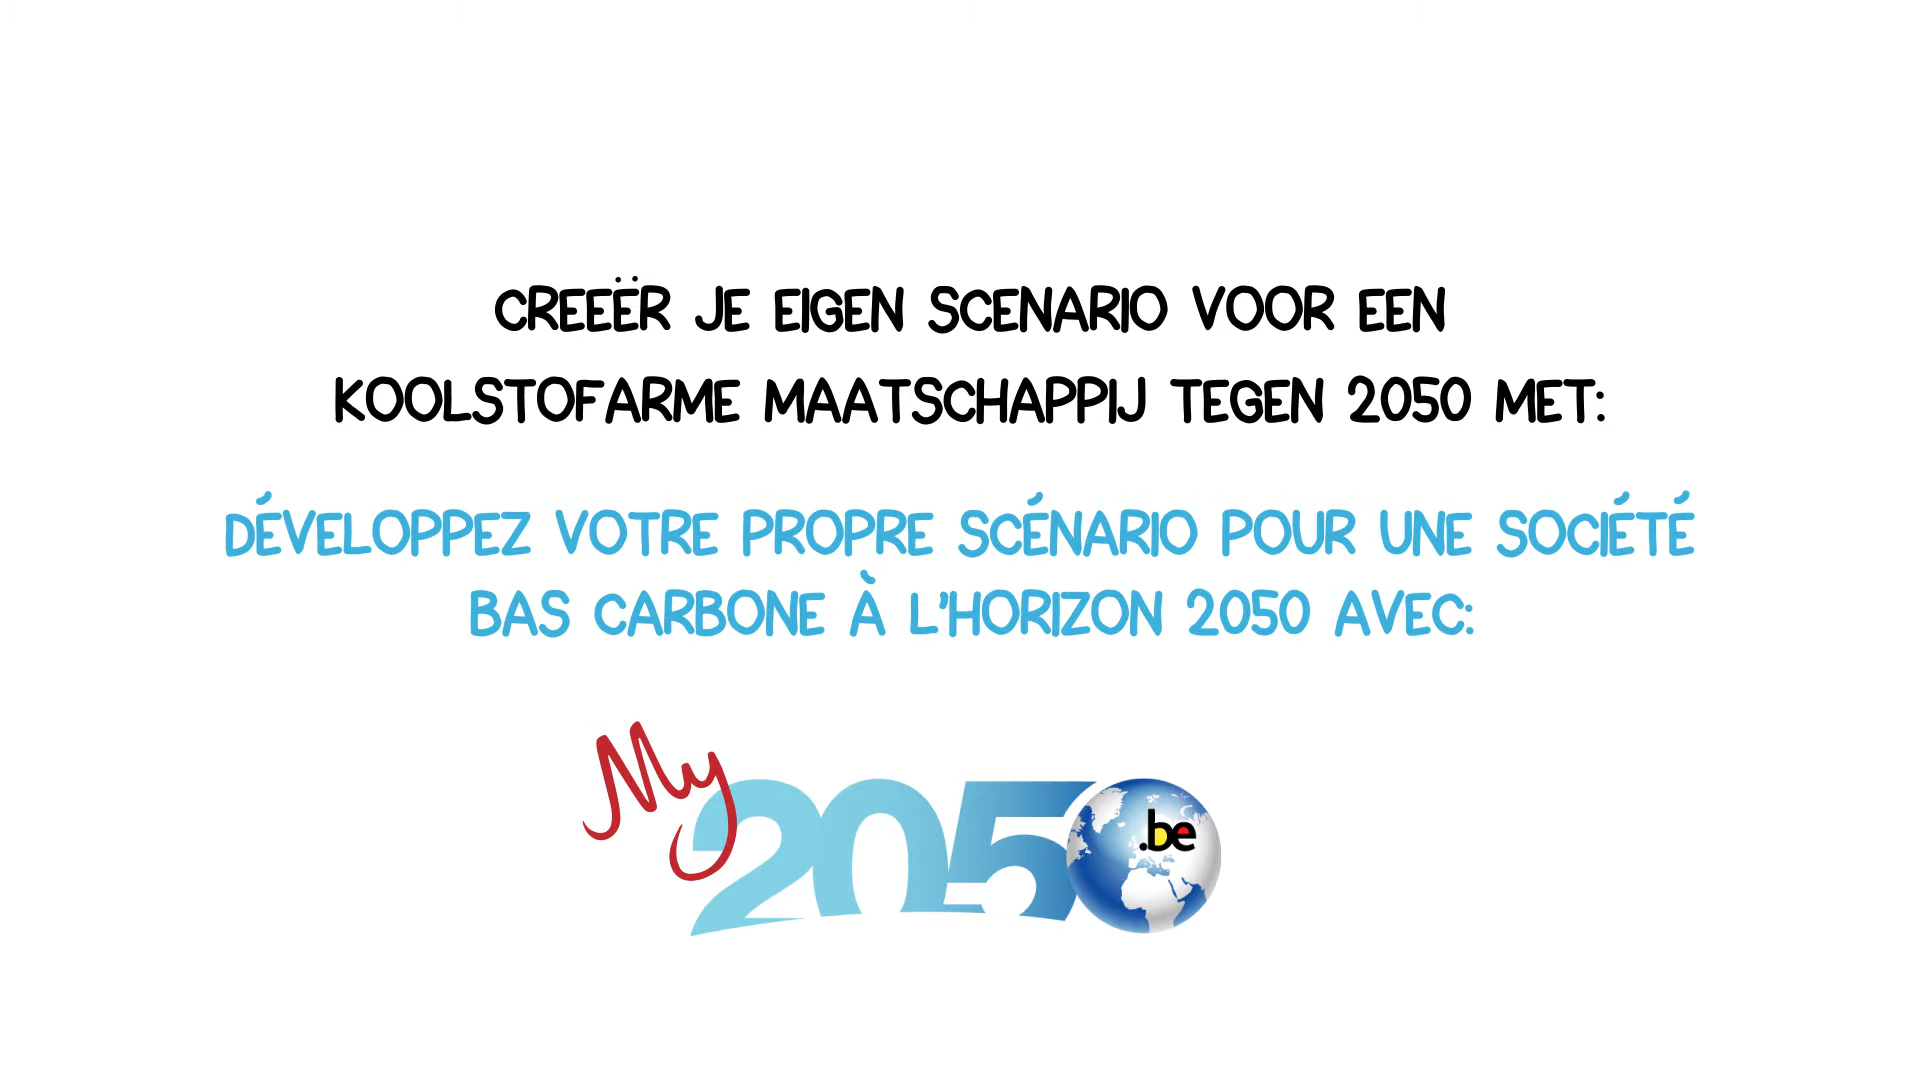 CREEËR JE EIGEN SCENARIO VOOR EEN
KOOLSTOFARME MAATSCHAPPIJ TEGEN 2050 MET:
DÉVELOPPEZ VOTRE PROPRE SCÉNARIO POUR UNE SOCIÉTÉ
BAS CARBONE À L'HORIZON 2050 AVEC:
My
2050
.be